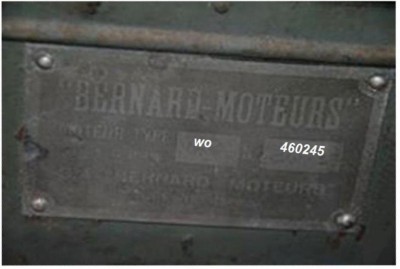 "BERNARD-MOTEURS"
MOTEUR TYPE wo 460245
BERNARD MOTEURS